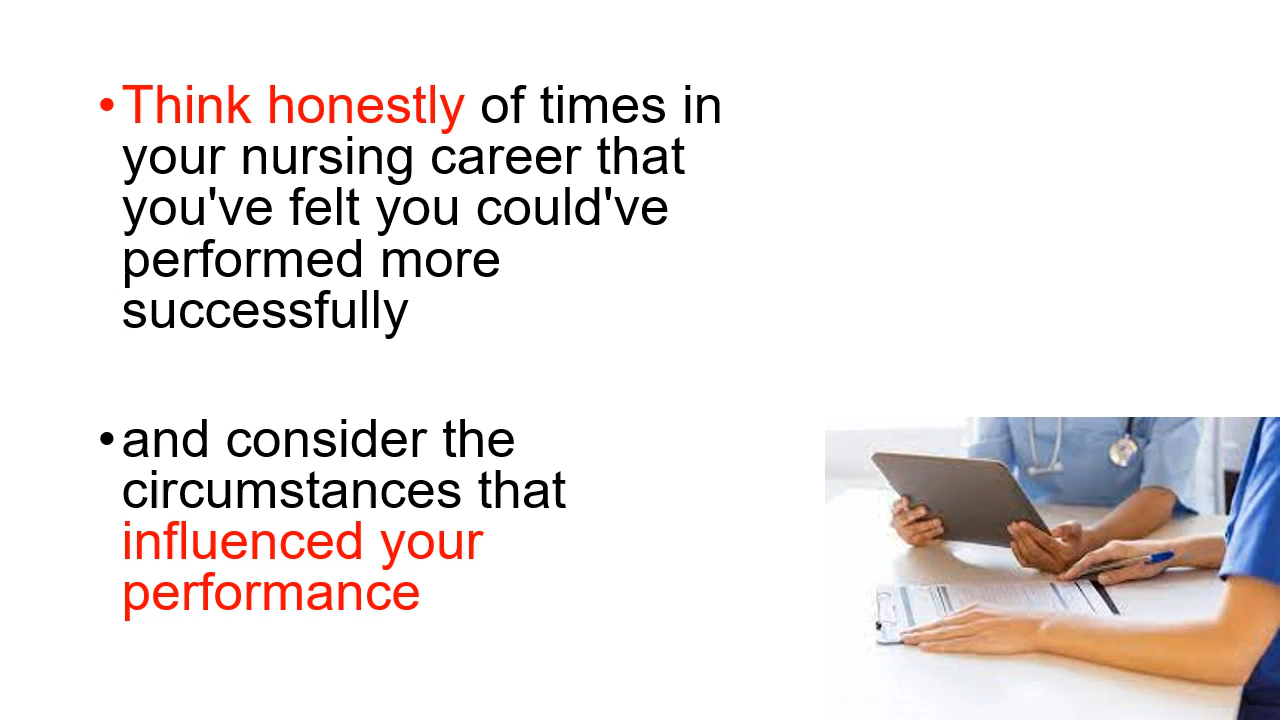 •Think honestly of times in
your nursing career that
you've felt you could've
performed more
successfully
•and consider the
circumstances that
influenced your
performance